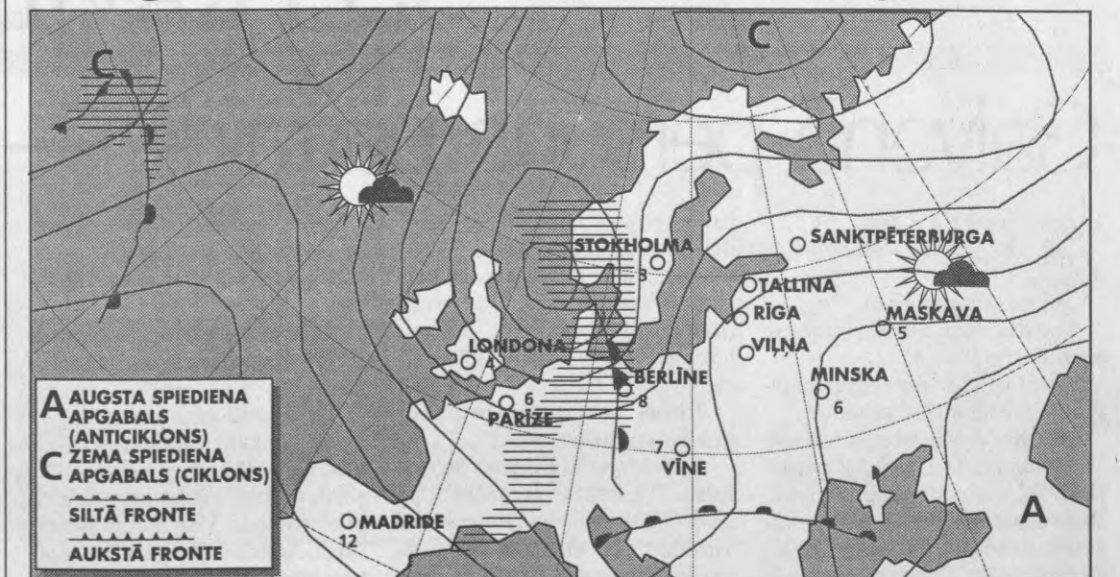 C
C
STOKHOLMA
3
SANKTPĒTERBURGA
TALLINA
RĪGA
MASKAVA
5
VIĻŅA
LONDONA
4
MINSKA
6
BERLĪNE
8
6
PARĪZE
7
VĪNE
MADRIDE
12
A
A AUGSTA SPIEDIENA
APGABALS
(ANTICIKLONS)
C ZEMA SPIEDIENA
APGABALS (CIKLONS)
SILTĀ FRONTE
AUKSTĀ FRONTE